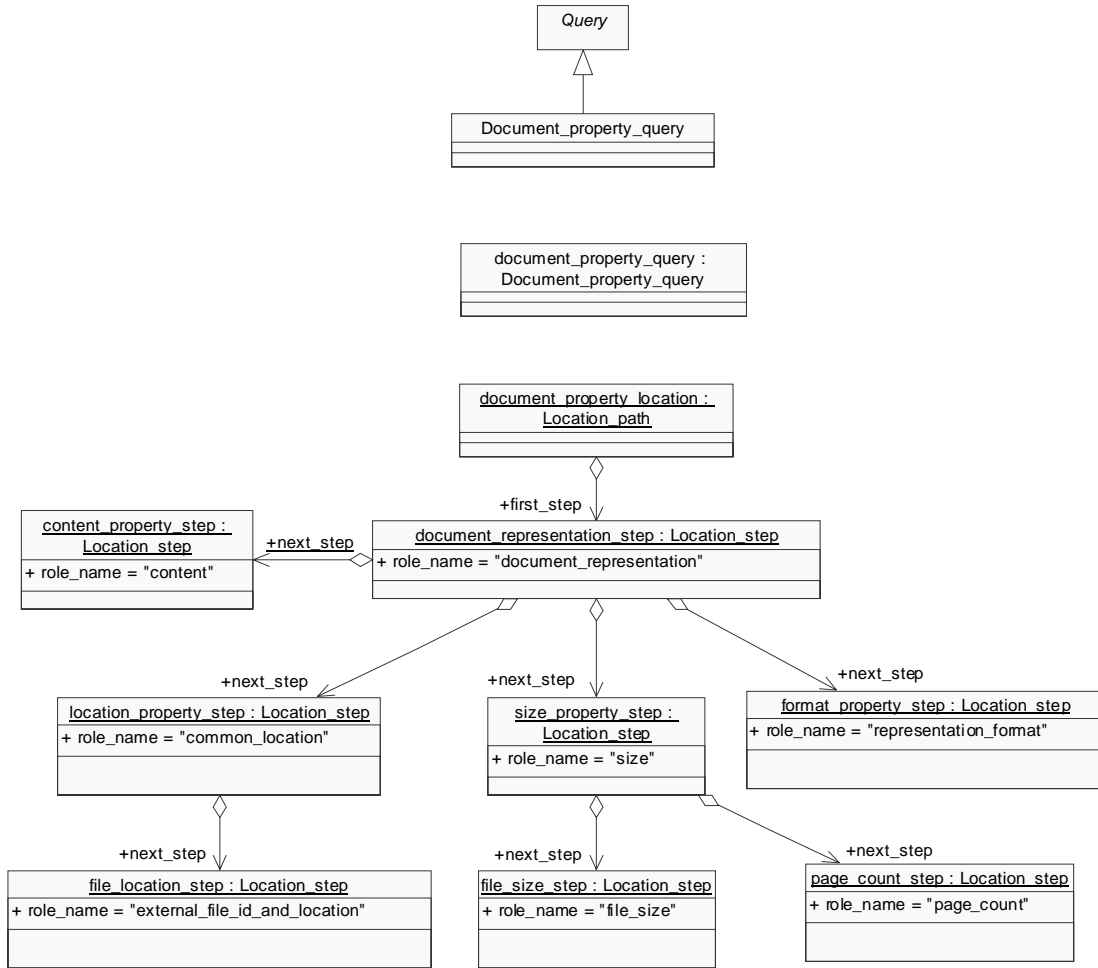 Query
Document_property_query
document_property_query :
Document_property_query
document_property_location :
Location_path
+first_step
content_property_step :
Location_step
+ role_name = "content"
+next_step
document_representation_step : Location_step
+ role_name = "document_representation"
+next_step
+next_step
+next_step
location_property_step : Location_step
+ role_name = "common_location"
size_property_step :
Location_step
+ role_name = "size"
format_property_step : Location_step
+ role_name = "representation_format"
+next_step
+next_step
+next_step
file_location_step : Location_step
+ role_name = "external_file_id_and_location"
file_size_step : Location_step
+ role_name = "file_size"
page_count_step : Location_step
+ role_name = "page_count"